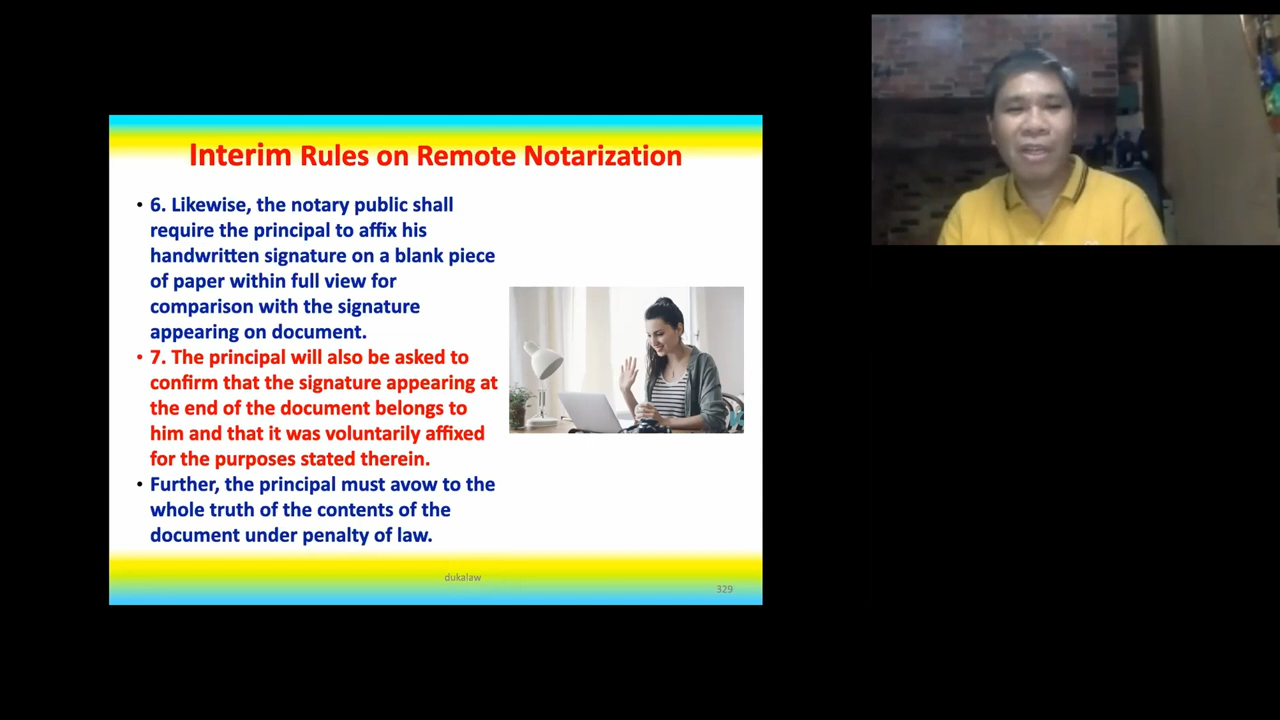 Interim Rules on Remote Notarization
• 6. Likewise, the notary public shall
require the principal to affix his
handwritten signature on a blank piece
of paper within full view for
comparison with the signature
appearing on document.
• 7. The principal will also be asked to
confirm that the signature appearing at
the end of the document belongs to
him and that it was voluntarily affixed
for the purposes stated therein.
• Further, the principal must avow to the
whole truth of the contents of the
document under penalty of law.
dukalaw
329